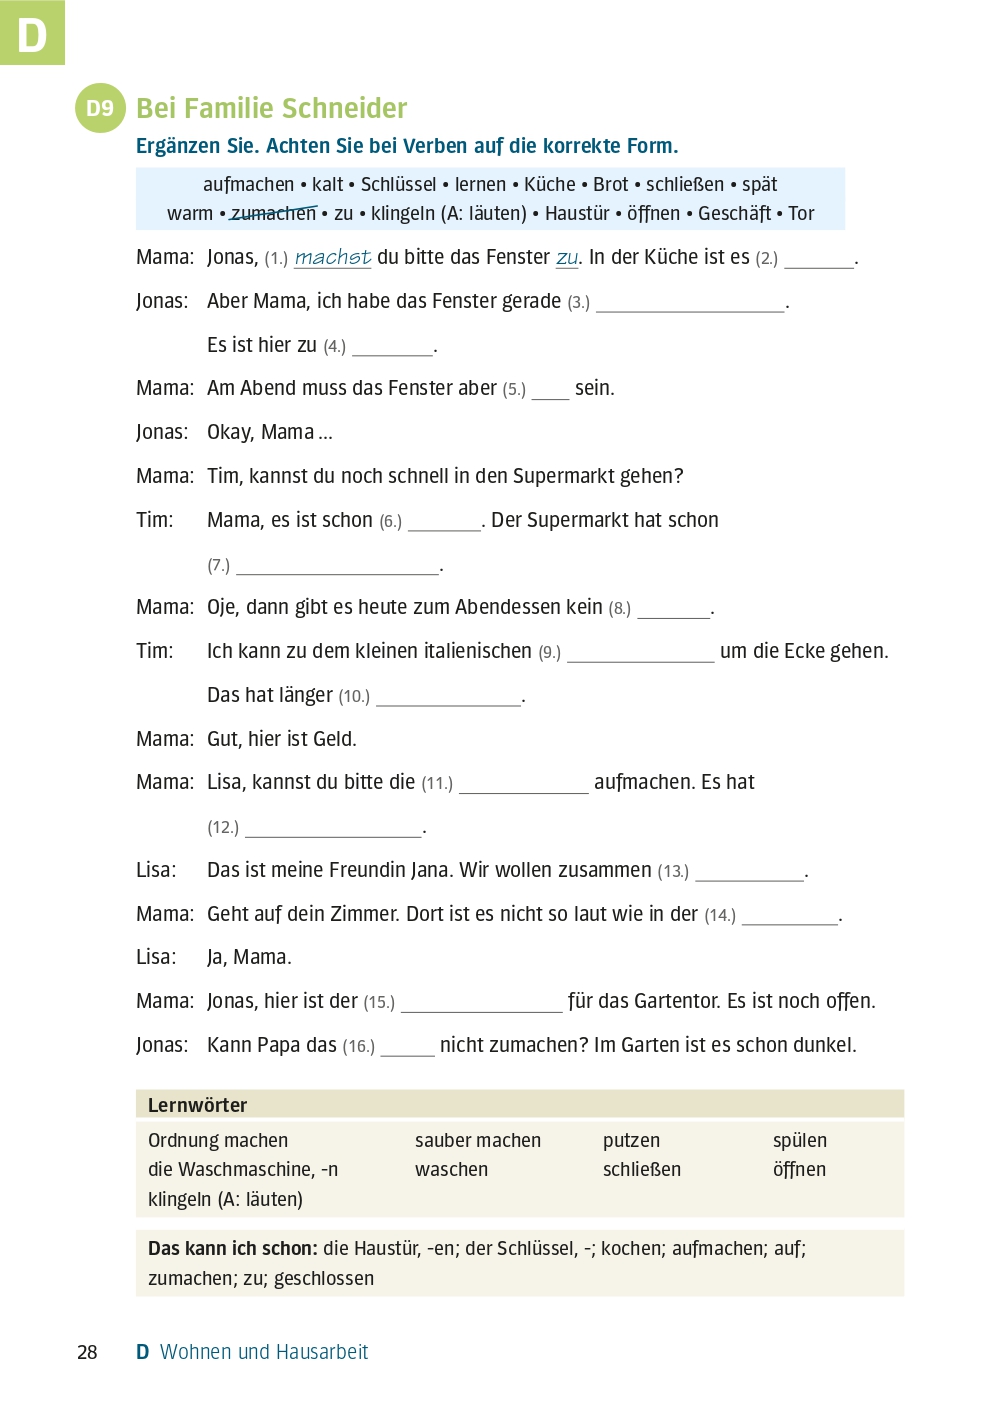 D
D9 Bei Familie Schneider
Ergänzen Sie. Achten Sie bei Verben auf die korrekte Form.
aufmachen • kalt • Schlüssel • lernen • Küche • Brot • schließen • spät
warm • zumachen • zu • klingeln (A: läuten) • Haustür • öffnen • Geschäft • Tor
Mama: Jonas, (1.) machst du bitte das Fenster zu. In der Küche ist es (2.) _______.
Jonas: Aber Mama, ich habe das Fenster gerade (3.) ___________________.
Es ist hier zu (4.) ________.
Mama: Am Abend muss das Fenster aber (5.) ____ sein.
Jonas: Okay, Mama ...
Mama: Tim, kannst du noch schnell in den Supermarkt gehen?
Tim: Mama, es ist schon (6.) _______. Der Supermarkt hat schon
(7.) ____________________.
Mama: Oje, dann gibt es heute zum Abendessen kein (8.) _______.
Tim: Ich kann zu dem kleinen italienischen (9.) _______________ um die Ecke gehen.
Das hat länger (10.) ______________.
Mama: Gut, hier ist Geld.
Mama: Lisa, kannst du bitte die (11.) _____________ aufmachen. Es hat
(12.) __________________.
Lisa: Das ist meine Freundin Jana. Wir wollen zusammen (13.) ___________.
Mama: Geht auf dein Zimmer. Dort ist es nicht so laut wie in der (14.) __________.
Lisa: Ja, Mama.
Mama: Jonas, hier ist der (15.) ________________ für das Gartentor. Es ist noch offen.
Jonas: Kann Papa das (16.) _____ nicht zumachen? Im Garten ist es schon dunkel.
Lernwörter
Ordnung machen sauber machen putzen spülen
die Waschmaschine, -n waschen schließen öffnen
klingeln (A: läuten)
Das kann ich schon: die Haustür, -en; der Schlüssel, -; kochen; aufmachen; auf;
zumachen; zu; geschlossen
28 D Wohnen und Hausarbeit